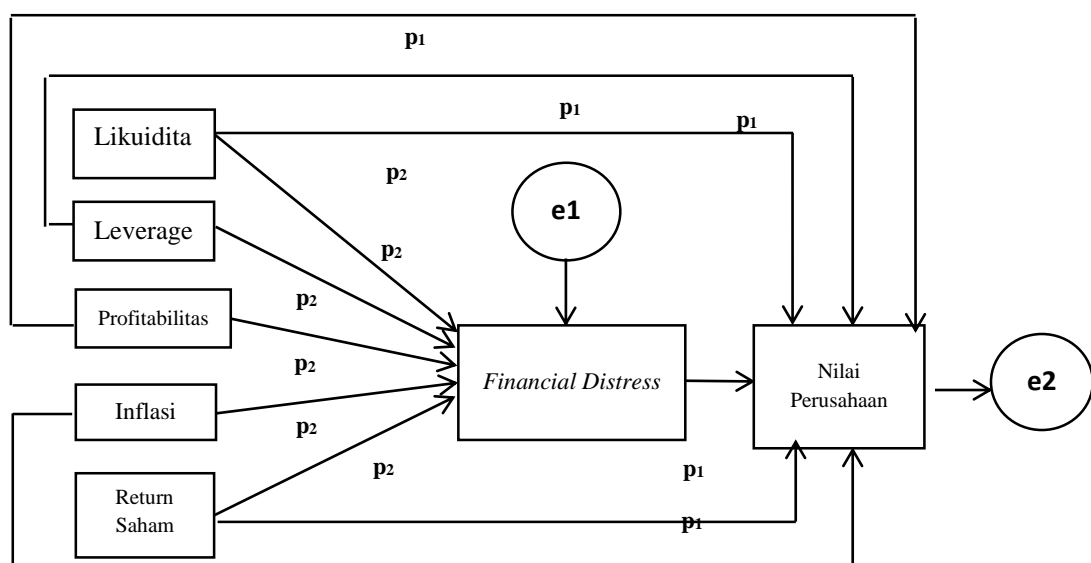 p1
p1
p1
Likuidita
p2
e1
Leverage
p2
p2
Profitabilitas
p2
Financial Distress
Nilai
Perusahaan
e2
Inflasi
p2
p2
p1
Return
Saham
p1